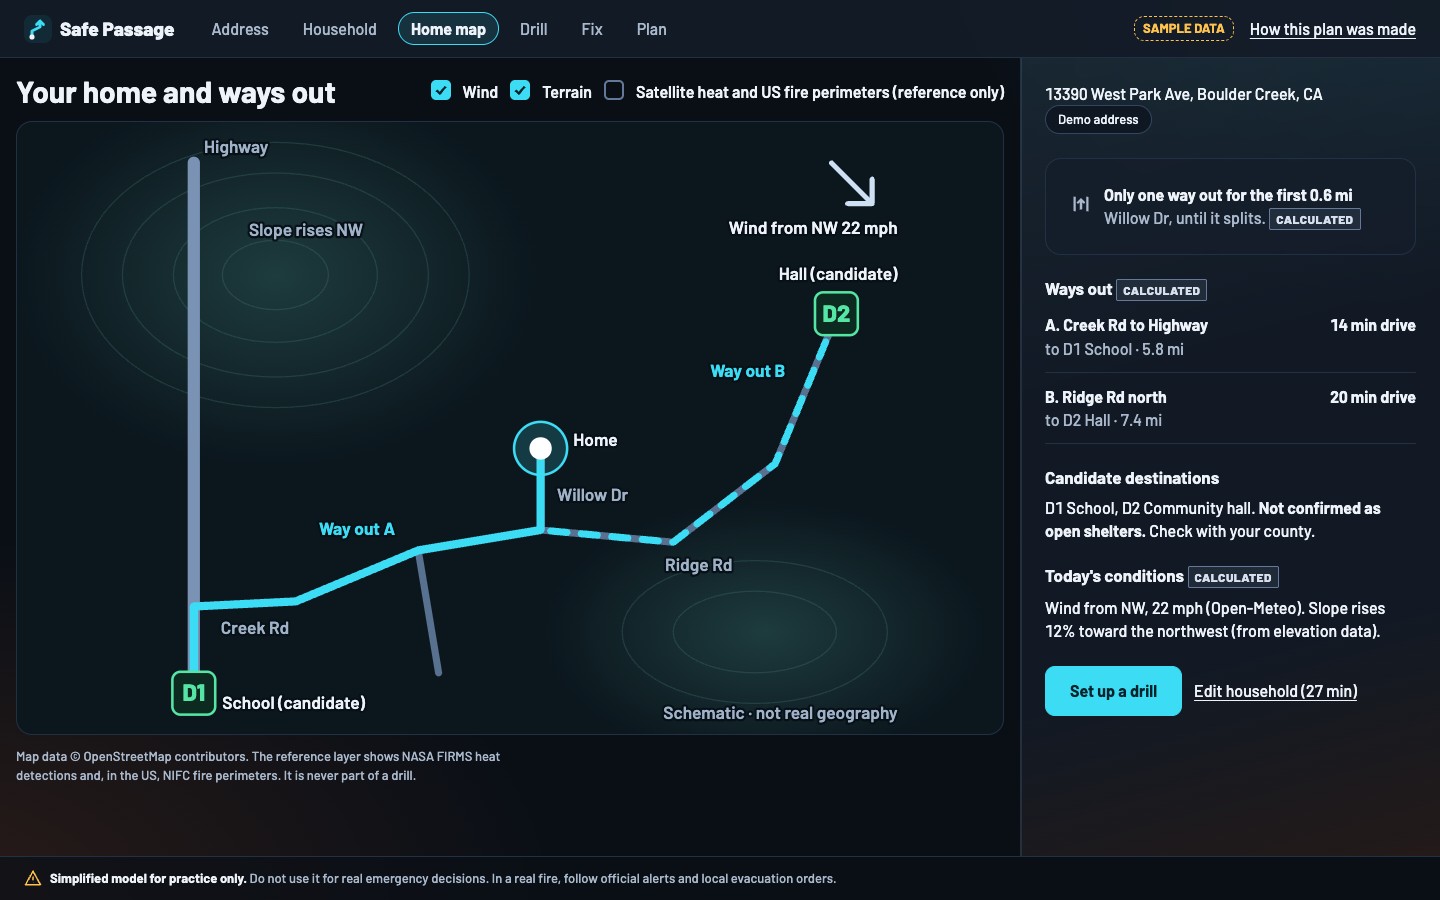 Safe Passage
Address
Household
Home map
Drill
Fix
Plan
SAMPLE DATA
How this plan was made
Your home and ways out
Wind
Terrain
Satellite heat and US fire perimeters (reference only)
Highway
Slope rises NW
Wind from NW 22 mph
Hall (candidate)
D2
Way out B
Home
Willow Dr
Way out A
Ridge Rd
Creek Rd
D1
School (candidate)
Schematic · not real geography
Map data © OpenStreetMap contributors. The reference layer shows NASA FIRMS heat
detections and, in the US, NIFC fire perimeters. It is never part of a drill.
13390 West Park Ave, Boulder Creek, CA
Demo address
Only one way out for the first 0.6 mi
Willow Dr, until it splits. CALCULATED
Ways out CALCULATED
A. Creek Rd to Highway 14 min drive
to D1 School · 5.8 mi
B. Ridge Rd north 20 min drive
to D2 Hall · 7.4 mi
Candidate destinations
D1 School, D2 Community hall. Not confirmed as
open shelters. Check with your county.
Today's conditions CALCULATED
Wind from NW, 22 mph (Open-Meteo). Slope rises
12% toward the northwest (from elevation data).
Set up a drill
Edit household (27 min)
Simplified model for practice only. Do not use it for real emergency decisions. In a real fire, follow official alerts and local evacuation orders.